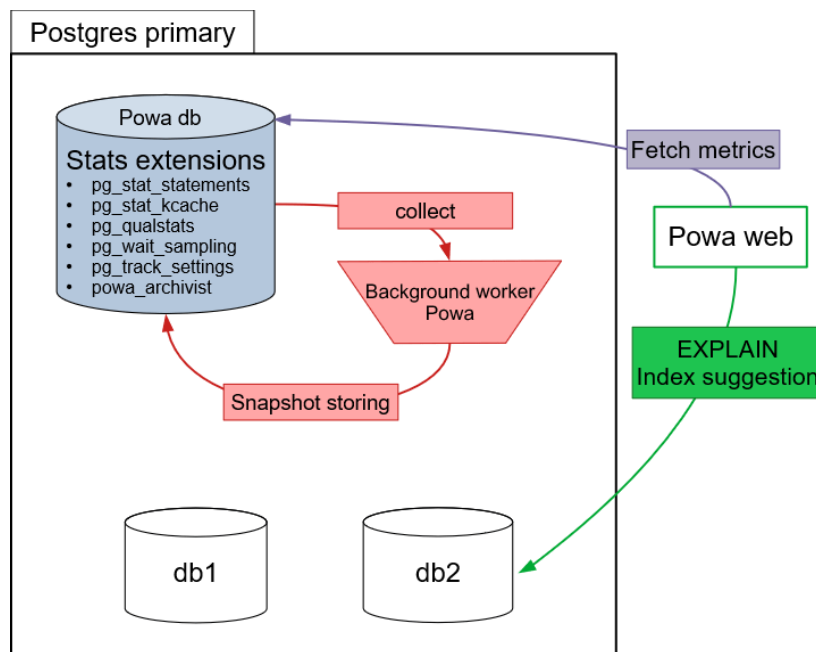 Postgres primary
Powa db
Stats extensions
• pg_stat_statements
• pg_stat_kcache
• pg_qualstats
• pg_wait_sampling
• pg_track_settings
• powa_archivist
collect
Background worker
Powa
Snapshot storing
Fetch metrics
Powa web
EXPLAIN
Index suggestion
db1
db2